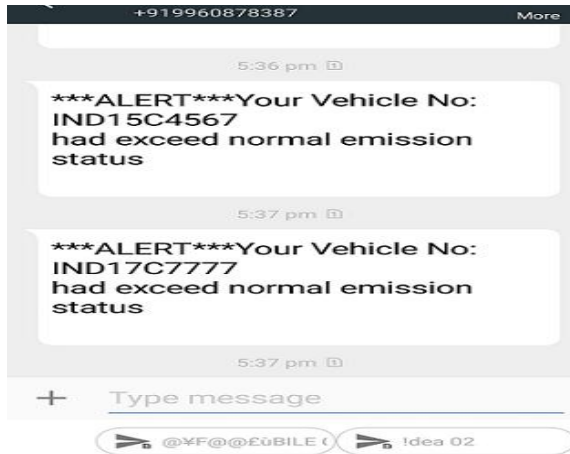 +919960878387
More
5:36 pm
***ALERT***Your Vehicle No:
IND15C4567
had exceed normal emission
status
5:37 pm
***ALERT***Your Vehicle No:
IND17C7777
had exceed normal emission
status
5:37 pm
Type message
@¥F@@£ùBILE (
!dea 02